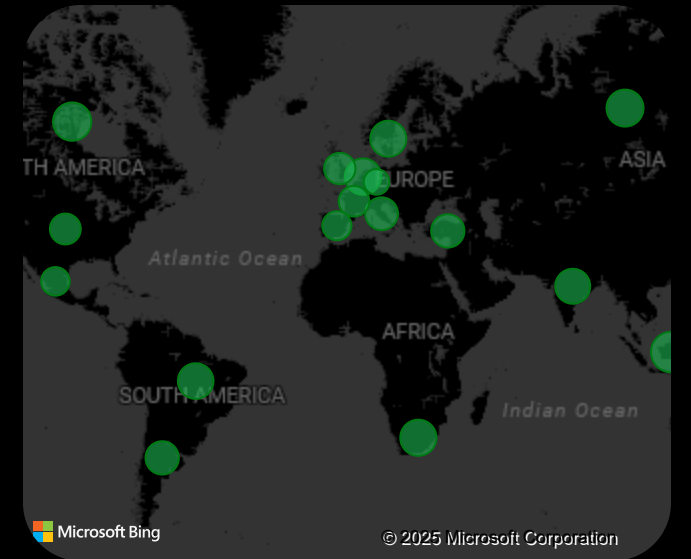 TH AMERICA
ASIA
EUROPE
Atlantic Ocean
AFRICA
SOUTH AMERICA
Indian Ocean
Microsoft Bing
© 2025 Microsoft Corporation